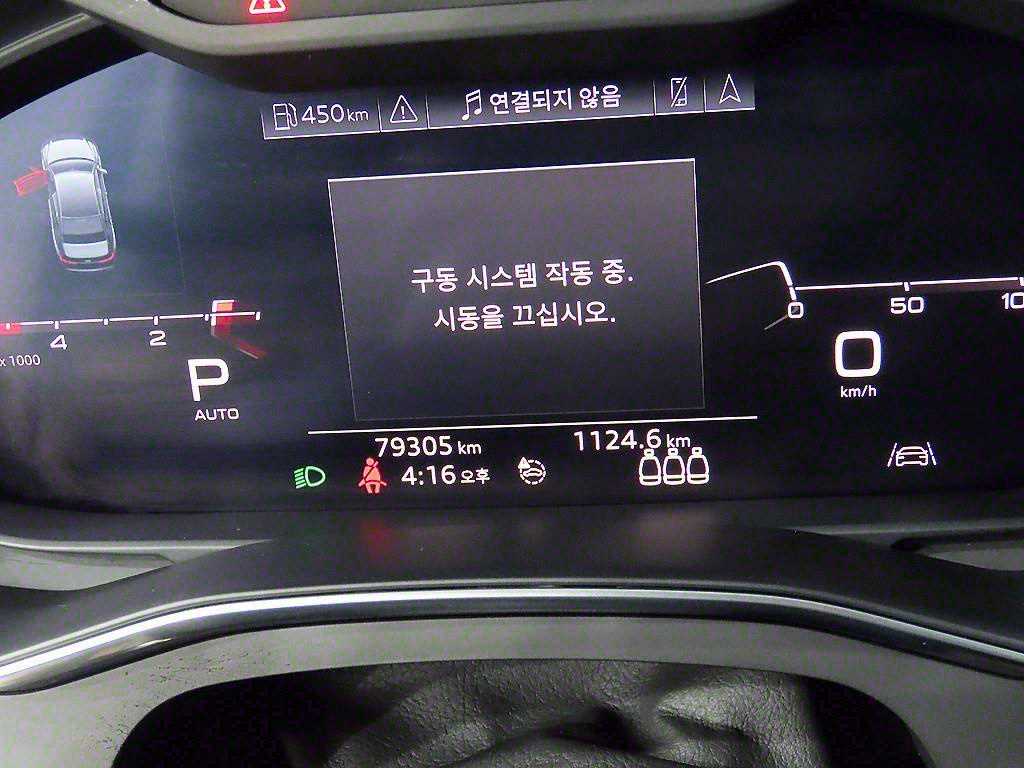 450km
연결되지 않음
구동 시스템 작동 중.
시동을 끄십시오.
4 2
x 1000
P
AUTO
0 50 10
0
km/h
79305 km 1124.6 km
4:16 오후